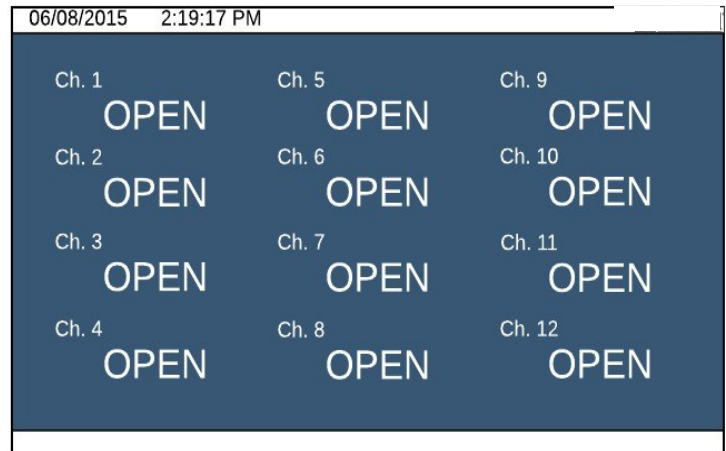 06/08/2015 2:19:17 PM
Ch. 1 Ch. 5 Ch. 9
OPEN OPEN OPEN
Ch. 2 Ch. 6 Ch. 10
OPEN OPEN OPEN
Ch. 3 Ch. 7 Ch. 11
OPEN OPEN OPEN
Ch. 4 Ch. 8 Ch. 12
OPEN OPEN OPEN